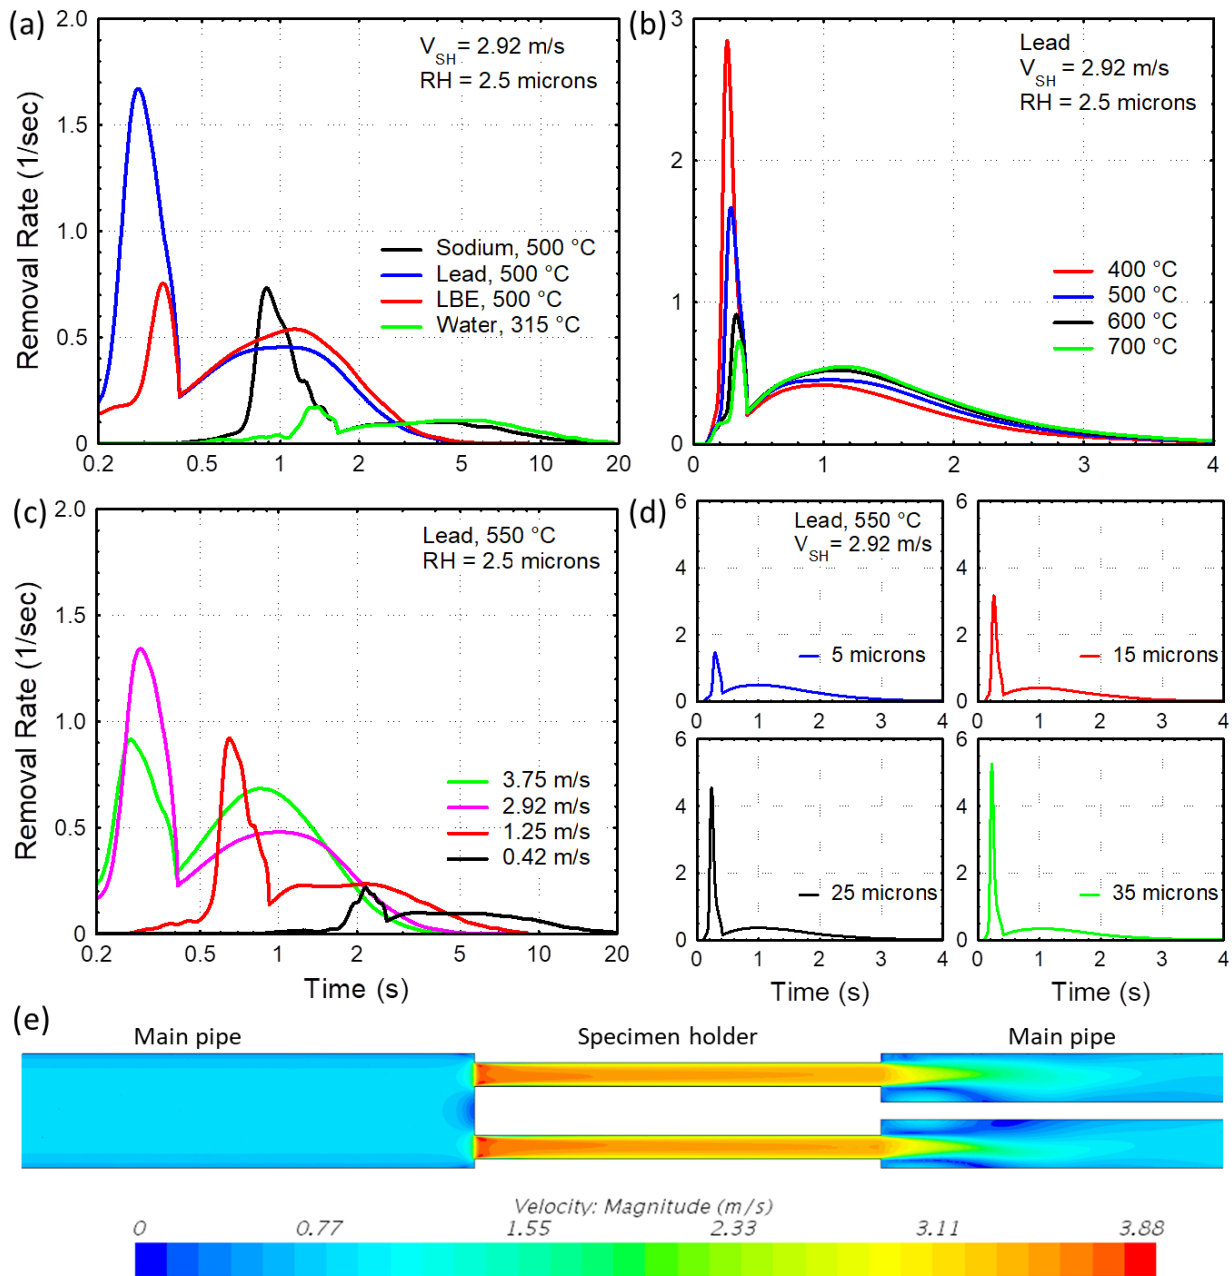 (a)
2.0
1.5
1.0
0.5
0
Removal Rate (1/sec)
V_SH = 2.92 m/s
RH = 2.5 microns
Sodium, 500 °C
Lead, 500 °C
LBE, 500 °C
Water, 315 °C
0.2 0.5 1 2 5 10 20
(b)
3
2
1
0
Lead
V_SH = 2.92 m/s
RH = 2.5 microns
400 °C
500 °C
600 °C
700 °C
0 1 2 3 4
(c)
2.0
1.5
1.0
0.5
0
Removal Rate (1/sec)
Lead, 550 °C
RH = 2.5 microns
3.75 m/s
2.92 m/s
1.25 m/s
0.42 m/s
0.2 0.5 1 2 5 10 20
Time (s)
(d)
6
4
2
0
Lead, 550 °C
V_SH = 2.92 m/s
5 microns
0 1 2 3 4
6
4
2
0
15 microns
0 1 2 3 4
6
4
2
0
25 microns
0 1 2 3 4
Time (s)
6
4
2
0
35 microns
0 1 2 3 4
Time (s)
(e)
Main pipe Specimen holder Main pipe
Velocity: Magnitude (m/s)
0 0.77 1.55 2.33 3.11 3.88